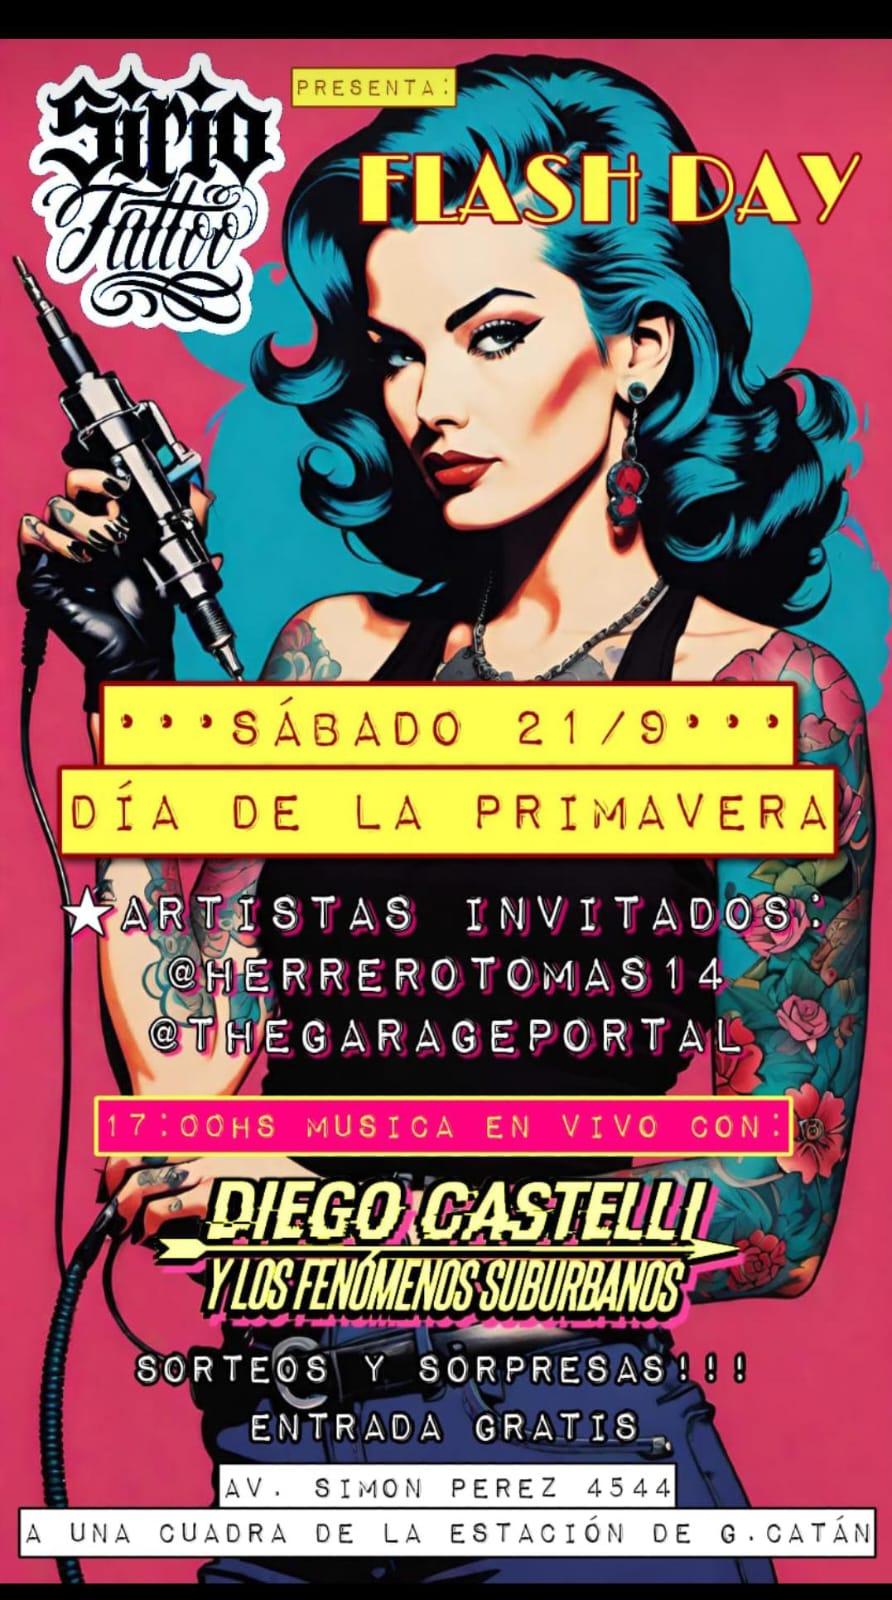 Sirio
Tattoo
PRESENTA:
FLASH DAY
•••SÁBADO 21/9•••
DÍA DE LA PRIMAVERA
★ARTISTAS INVITADOS:
@HERREROTOMAS14
@THEGARAGEPORTAL
17:00HS MUSICA EN VIVO CON:
DIEGO CASTELLI
Y LOS FENÓMENOS SUBURBANOS
SORTEOS Y SORPRESAS!!!
ENTRADA GRATIS
AV. SIMON PEREZ 4544
A UNA CUADRA DE LA ESTACIÓN DE G.CATÁN